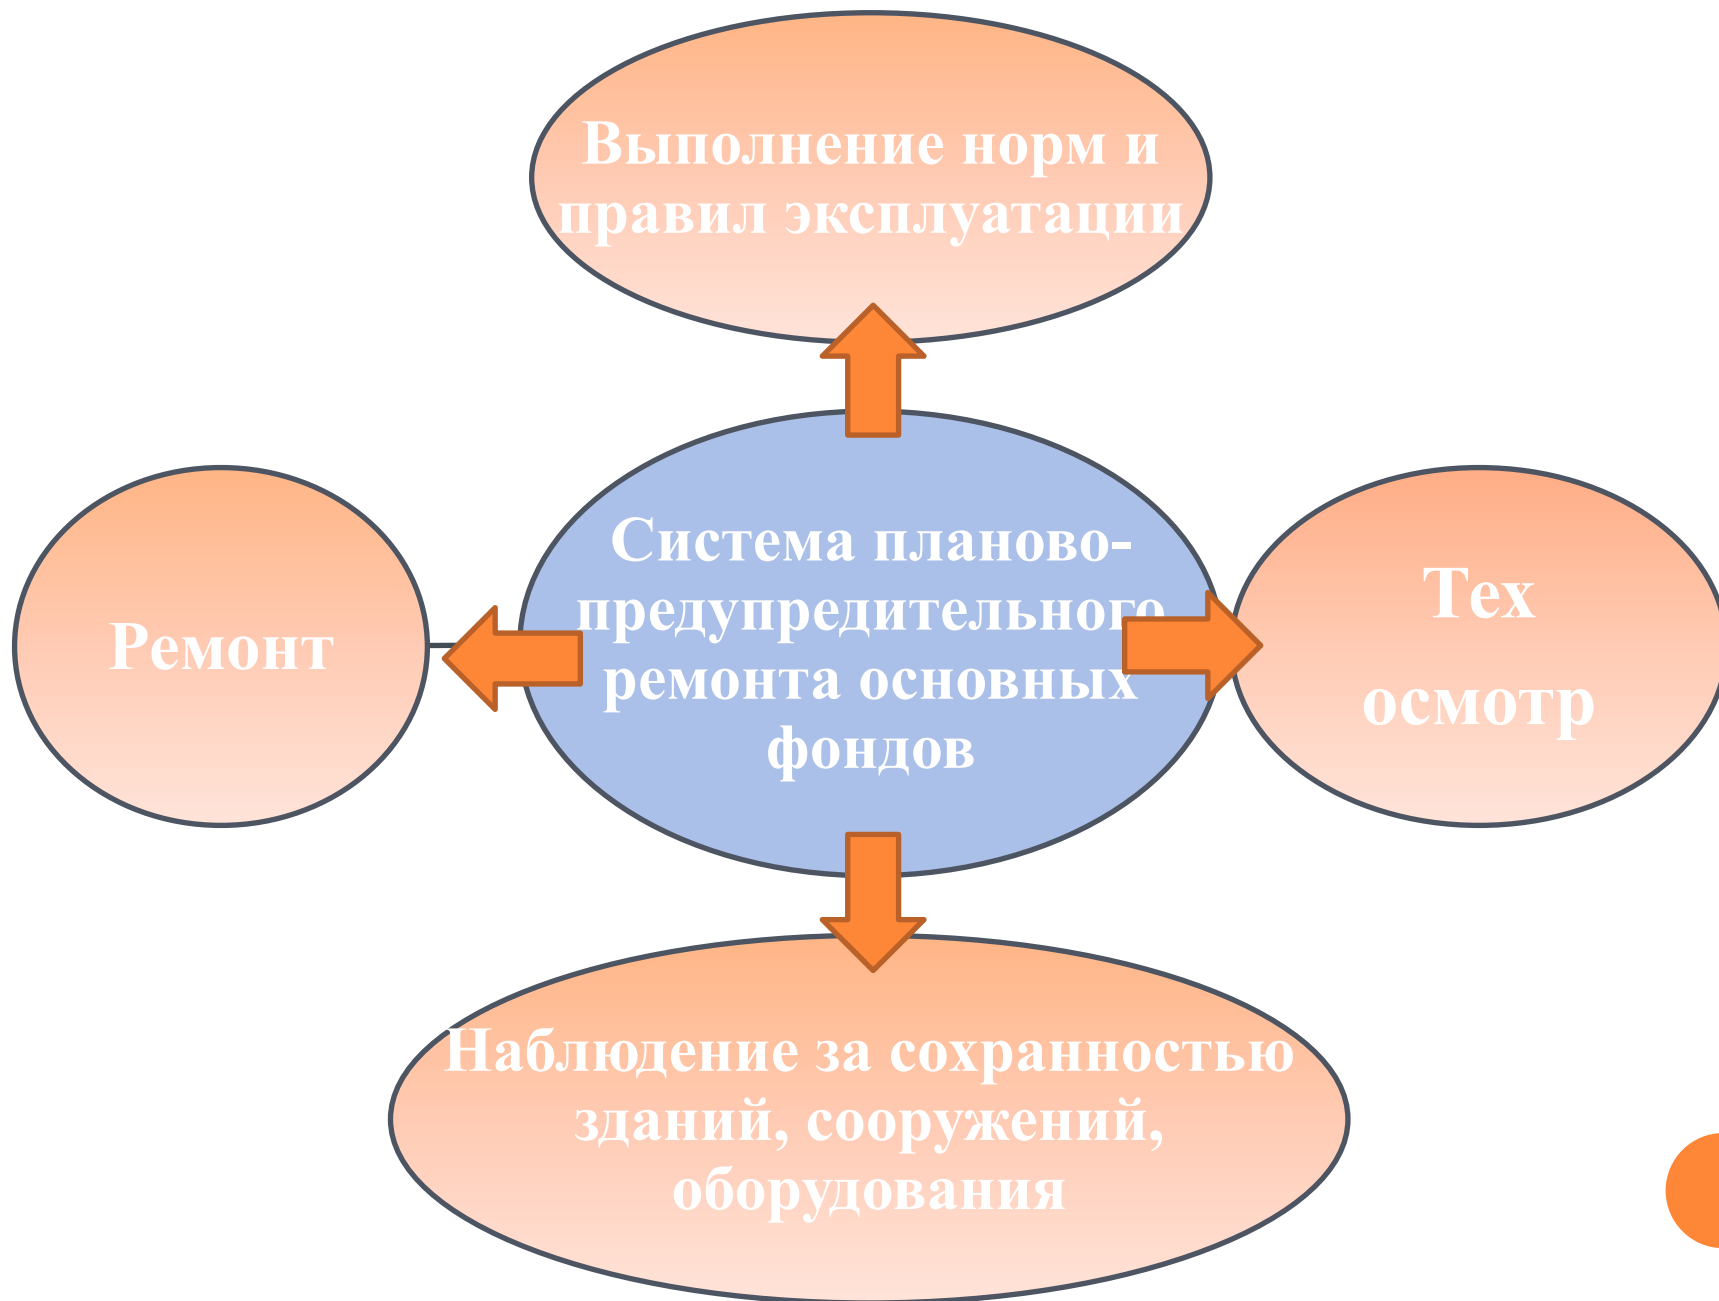 Выполнение норм и
правил эксплуатации
Ремонт
Система планово-
предупредительного
ремонта основных
фондов
Тех
осмотр
Наблюдение за сохранностью
зданий, сооружений,
оборудования